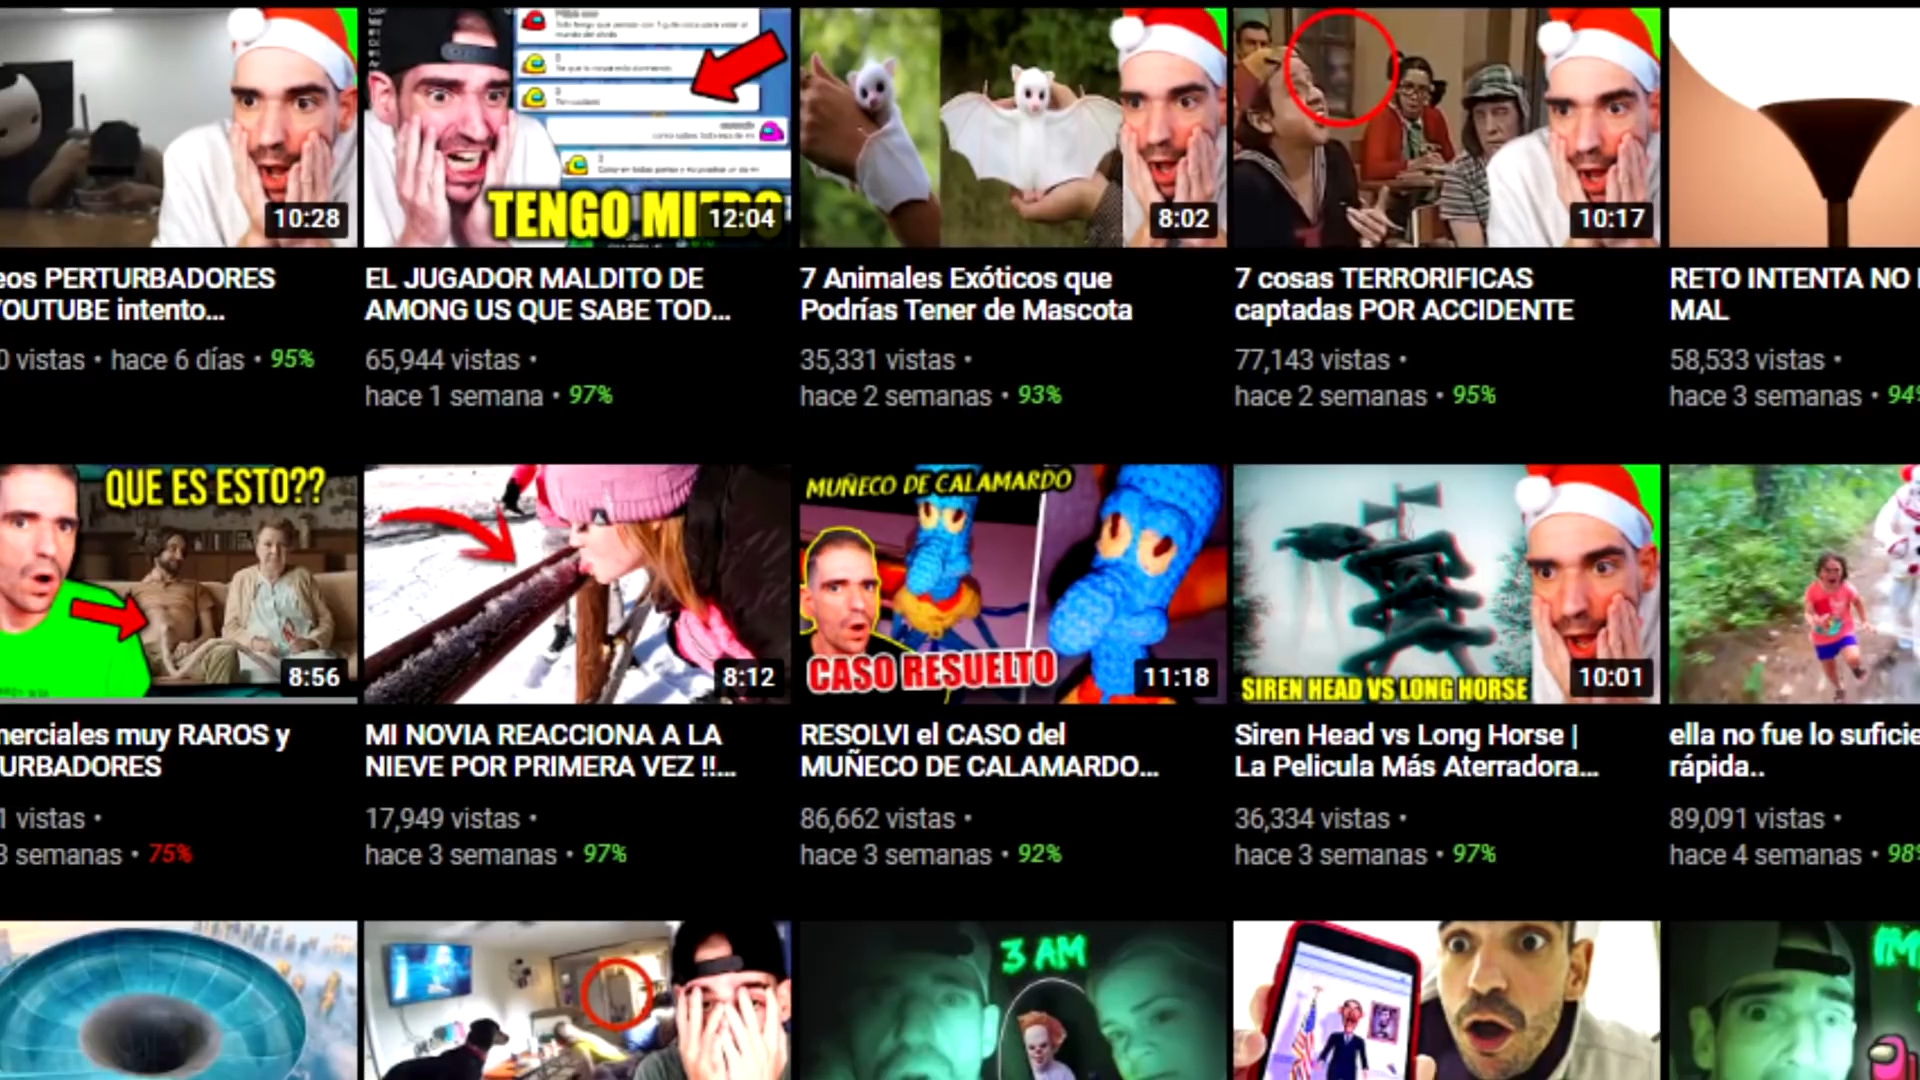 10:28
TENGO MI
12:04
8:02
10:17
eos PERTURBADORES
YOUTUBE intento...
0 vistas • hace 6 días • 95%
EL JUGADOR MALDITO DE
AMONG US QUE SABE TOD...
65,944 vistas •
hace 1 semana • 97%
7 Animales Exóticos que
Podrías Tener de Mascota
35,331 vistas •
hace 2 semanas • 93%
7 cosas TERRORIFICAS
captadas POR ACCIDENTE
77,143 vistas •
hace 2 semanas • 95%
RETO INTENTA NO
MAL
58,533 vistas •
hace 3 semanas • 94%
QUE ES ESTO??
8:56
8:12
MUÑECO DE CALAMARDO
CASO RESUELTO
11:18
SIREN HEAD VS LONG HORSE
10:01
merciales muy RAROS y
URBADORES
1 vistas •
3 semanas • 75%
MI NOVIA REACCIONA A LA
NIEVE POR PRIMERA VEZ !!...
17,949 vistas •
hace 3 semanas • 97%
RESOLVI el CASO del
MUÑECO DE CALAMARDO...
86,662 vistas •
hace 3 semanas • 92%
Siren Head vs Long Horse |
La Pelicula Más Aterradora...
36,334 vistas •
hace 3 semanas • 97%
ella no fue lo suficie
rápida..
89,091 vistas •
hace 4 semanas • 98%
3 AM